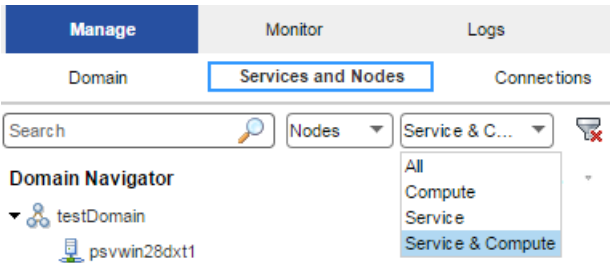 Manage Monitor Logs
Domain Services and Nodes Connections
Search Nodes Service & C...
All
Domain Navigator
Compute
testDomain
Service
psvwin28dxt1
Service & Compute